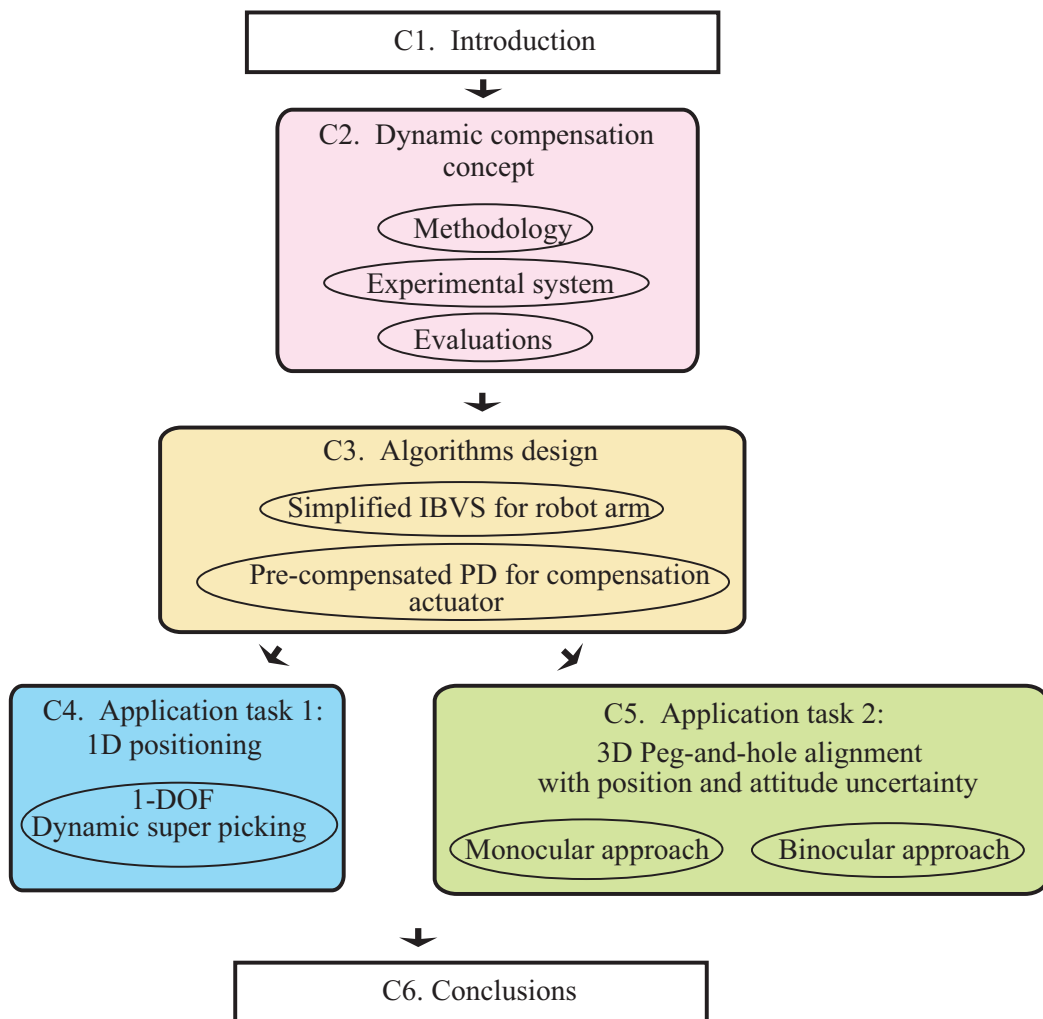 C1. Introduction
C2. Dynamic compensation
concept
Methodology
Experimental system
Evaluations
C3. Algorithms design
Simplified IBVS for robot arm
Pre-compensated PD for compensation
actuator
C4. Application task 1:
1D positioning
1-DOF
Dynamic super picking
C5. Application task 2:
3D Peg-and-hole alignment
with position and attitude uncertainty
Monocular approach
Binocular approach
C6. Conclusions